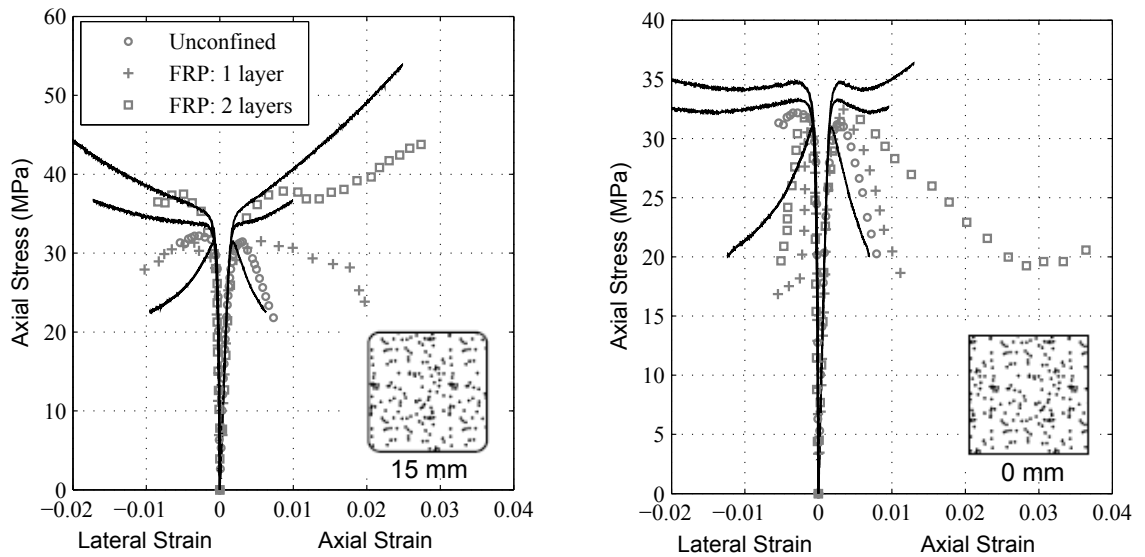 60
50
40
30
20
10
0
Axial Stress (MPa)
Unconfined
FRP: 1 layer
FRP: 2 layers
15 mm
−0.02 −0.01 0 0.01 0.02 0.03 0.04
Lateral Strain Axial Strain
40
35
30
25
20
15
10
5
0
Axial Stress (MPa)
0 mm
−0.02 −0.01 0 0.01 0.02 0.03 0.04
Lateral Strain Axial Strain